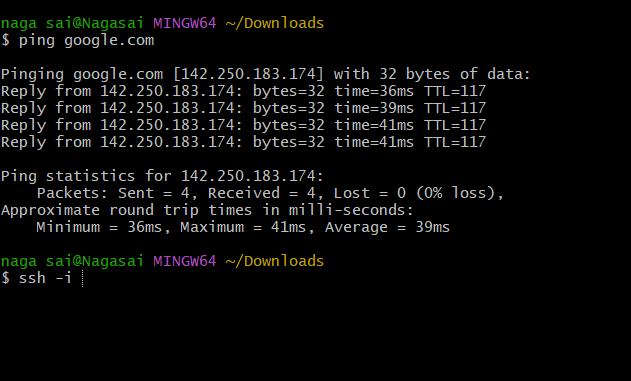 naga sai@Nagasai MINGW64 ~/Downloads
$ ping google.com
Pinging google.com [142.250.183.174] with 32 bytes of data:
Reply from 142.250.183.174: bytes=32 time=36ms TTL=117
Reply from 142.250.183.174: bytes=32 time=39ms TTL=117
Reply from 142.250.183.174: bytes=32 time=41ms TTL=117
Reply from 142.250.183.174: bytes=32 time=41ms TTL=117
Ping statistics for 142.250.183.174:
    Packets: Sent = 4, Received = 4, Lost = 0 (0% loss),
Approximate round trip times in milli-seconds:
    Minimum = 36ms, Maximum = 41ms, Average = 39ms
naga sai@Nagasai MINGW64 ~/Downloads
$ ssh -i